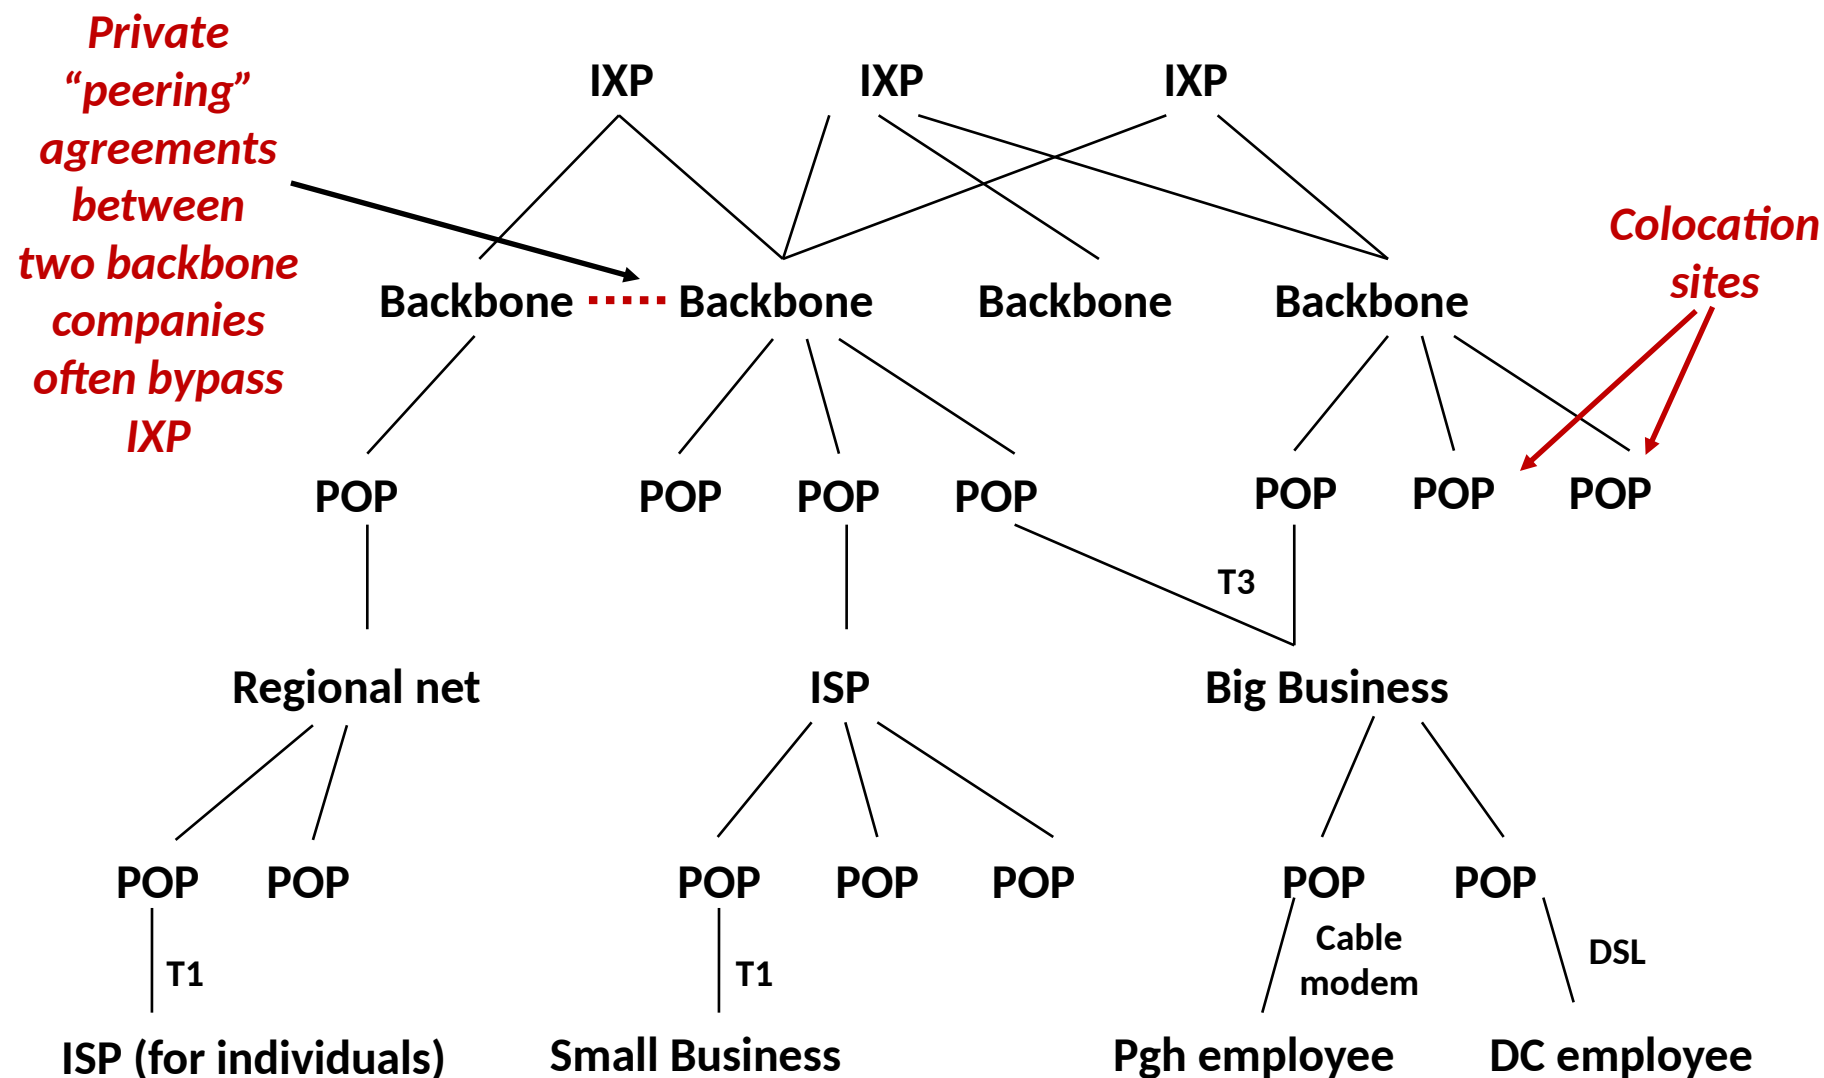 Private
“peering”
agreements
between
two backbone
companies
often bypass
IXP
IXP IXP IXP
Colocation
sites
Backbone Backbone Backbone Backbone
POP POP POP POP POP POP POP
T3
Regional net ISP Big Business
POP POP POP POP POP POP POP
Cable
modem
DSL
T1 T1
ISP (for individuals) Small Business Pgh employee DC employee